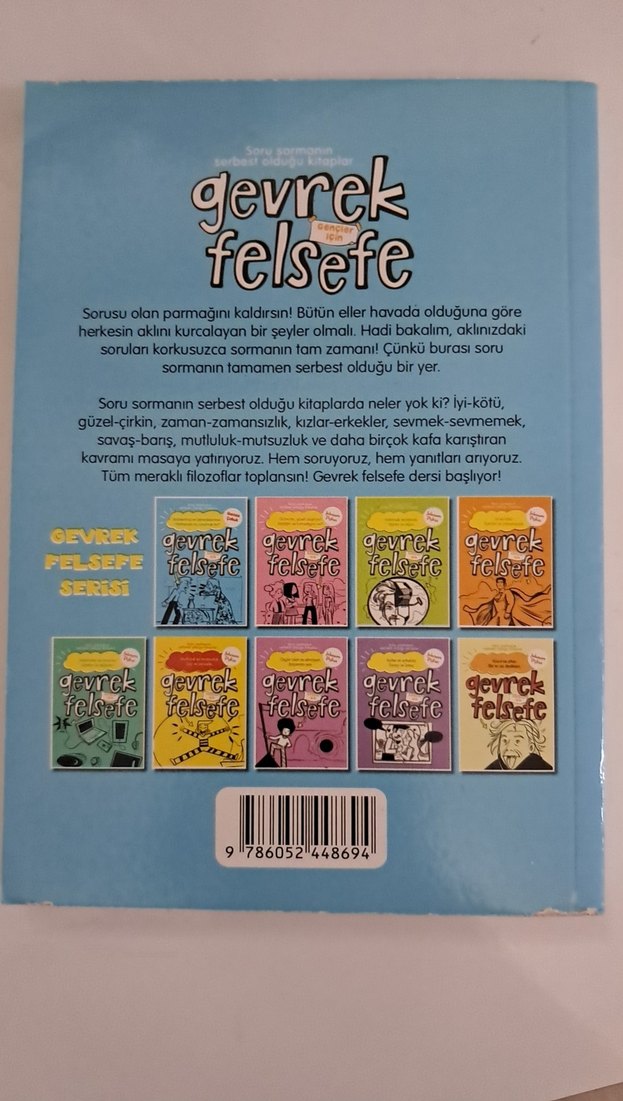 Soru sormanın
serbest olduğu kitaplar
gevrek
gençler
için
felsefe
Sorusu olan parmağını kaldırsın! Bütün eller havada olduğuna göre
herkesin aklını kurcalayan bir şeyler olmalı. Hadi bakalım, aklınızdaki
soruları korkusuzca sormanın tam zamanı! Çünkü burası soru
sormanın tamamen serbest olduğu bir yer.
Soru sormanın serbest olduğu kitaplarda neler yok ki? İyi-kötü,
güzel-çirkin, zaman-zamansızlık, kızlar-erkekler, sevmek-sevmemek,
savaş-barış, mutluluk-mutsuzluk ve daha birçok kafa karıştıran
kavramı masaya yatırıyoruz. Hem soruyoruz, hem yanıtları arıyoruz.
Tüm meraklı filozoflar toplansın! Gevrek felsefe dersi başlıyor!
GEVREK
FELSEFE
SERİSİ
gevrek
felsefe
gevrek
felsefe
gevrek
felsefe
gevrek
felsefe
gevrek
felsefe
gevrek
felsefe
gevrek
felsefe
gevrek
felsefe
gevrek
felsefe
9 786052 448694